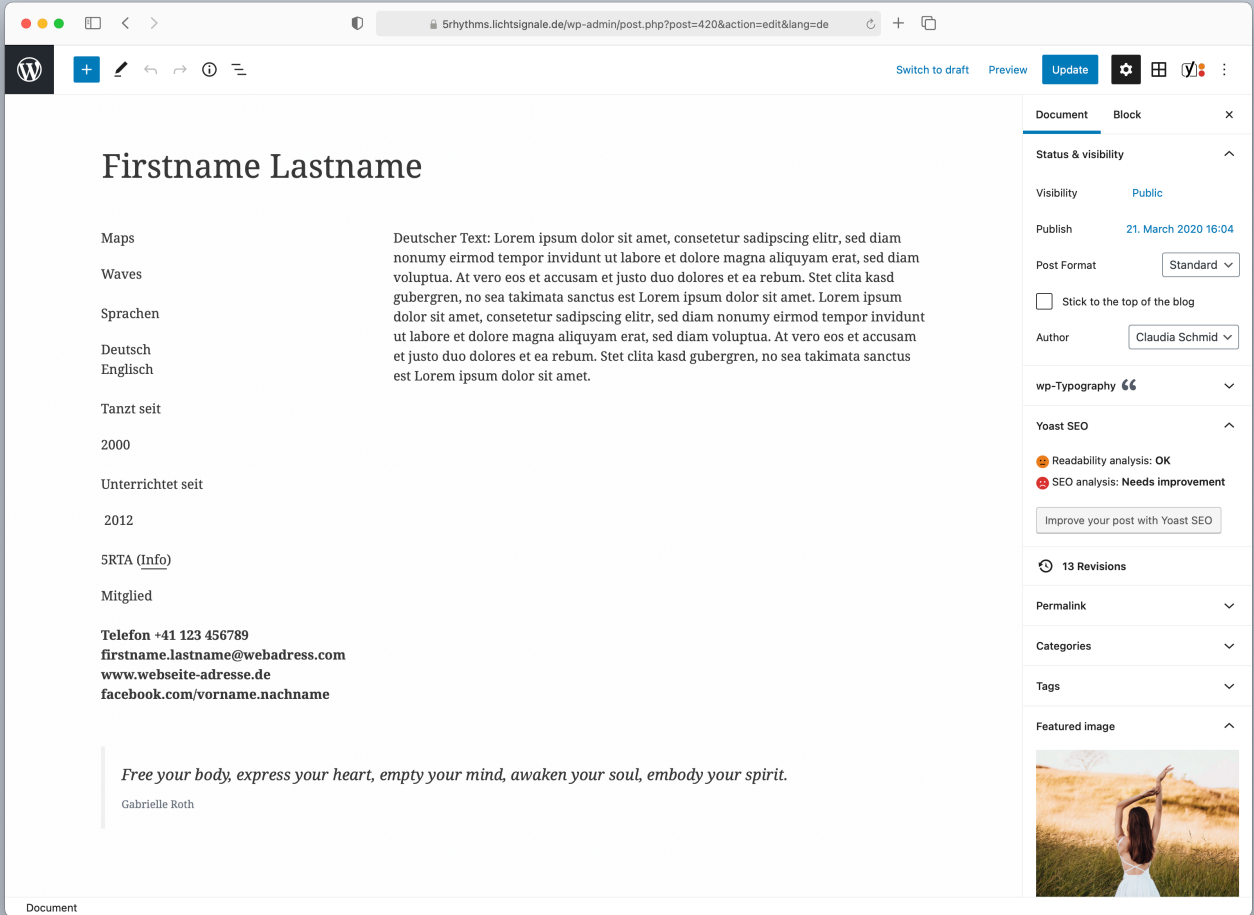 5rhythms.lichtsignale.de/wp-admin/post.php?post=420&action=edit&lang=de
Switch to draft
Preview
Update
Firstname Lastname
Maps
Waves
Sprachen
Deutsch
Englisch
Tanzt seit
2000
Unterrichtet seit
2012
5RTA (Info)
Mitglied
Telefon +41 123 456789
firstname.lastname@webadress.com
www.webseite-adresse.de
facebook.com/vorname.nachname
Deutscher Text: Lorem ipsum dolor sit amet, consetetur sadipscing elitr, sed diam
nonumy eirmod tempor invidunt ut labore et dolore magna aliquyam erat, sed diam
voluptua. At vero eos et accusam et justo duo dolores et ea rebum. Stet clita kasd
gubergren, no sea takimata sanctus est Lorem ipsum dolor sit amet. Lorem ipsum
dolor sit amet, consetetur sadipscing elitr, sed diam nonumy eirmod tempor invidunt
ut labore et dolore magna aliquyam erat, sed diam voluptua. At vero eos et accusam
et justo duo dolores et ea rebum. Stet clita kasd gubergren, no sea takimata sanctus
est Lorem ipsum dolor sit amet.
Free your body, express your heart, empty your mind, awaken your soul, embody your spirit.
Gabrielle Roth
Document
Block
Status & visibility
Visibility
Public
Publish
21. March 2020 16:04
Post Format
Standard
Stick to the top of the blog
Author
Claudia Schmid
wp-Typography
Yoast SEO
Readability analysis: OK
SEO analysis: Needs improvement
Improve your post with Yoast SEO
13 Revisions
Permalink
Categories
Tags
Featured image
Document